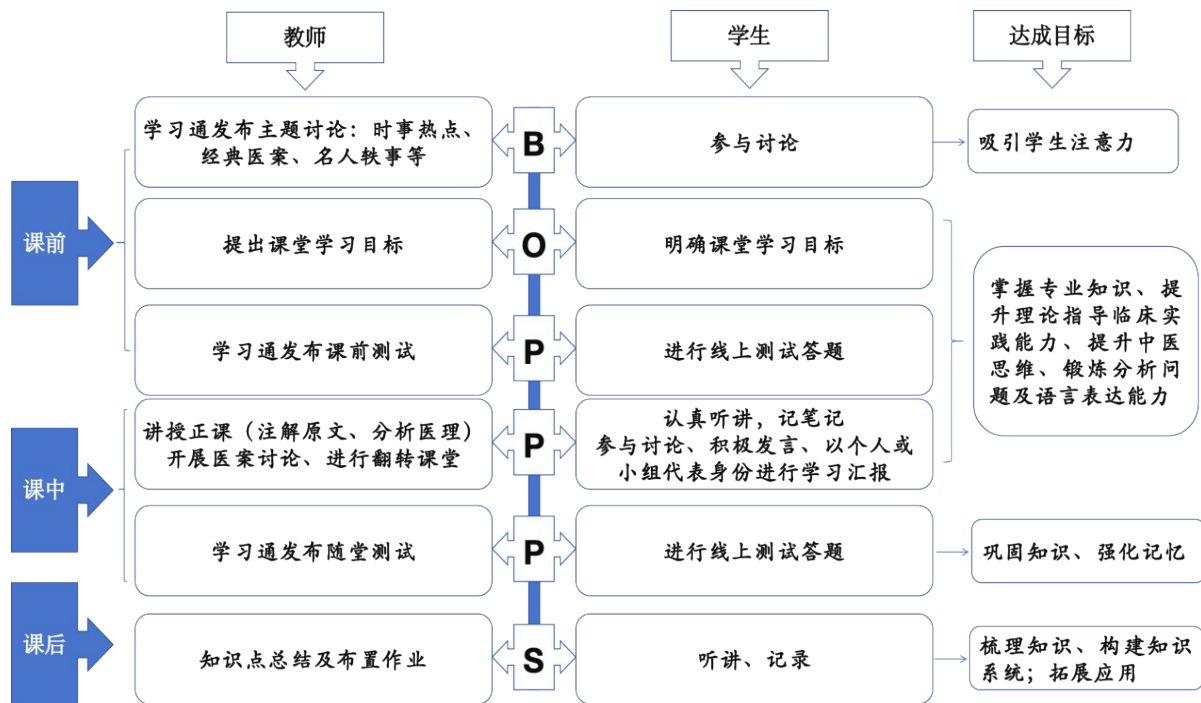 教师
学生
达成目标
课前
学习通发布主题讨论：时事热点、
经典医案、名人轶事等
B
参与讨论
吸引学生注意力
提出课堂学习目标
O
明确课堂学习目标
学习通发布课前测试
P
进行线上测试答题
掌握专业知识、提
升理论指导临床实
践能力、提升中医
思维、锻炼分析问
题及语言表达能力
课中
讲授正课（注解原文、分析医理）
开展医案讨论、进行翻转课堂
P
认真听讲，记笔记
参与讨论、积极发言、以个人或
小组代表身份进行学习汇报
学习通发布随堂测试
P
进行线上测试答题
巩固知识、强化记忆
课后
知识点总结及布置作业
S
听讲、记录
梳理知识、构建知识
系统；拓展应用